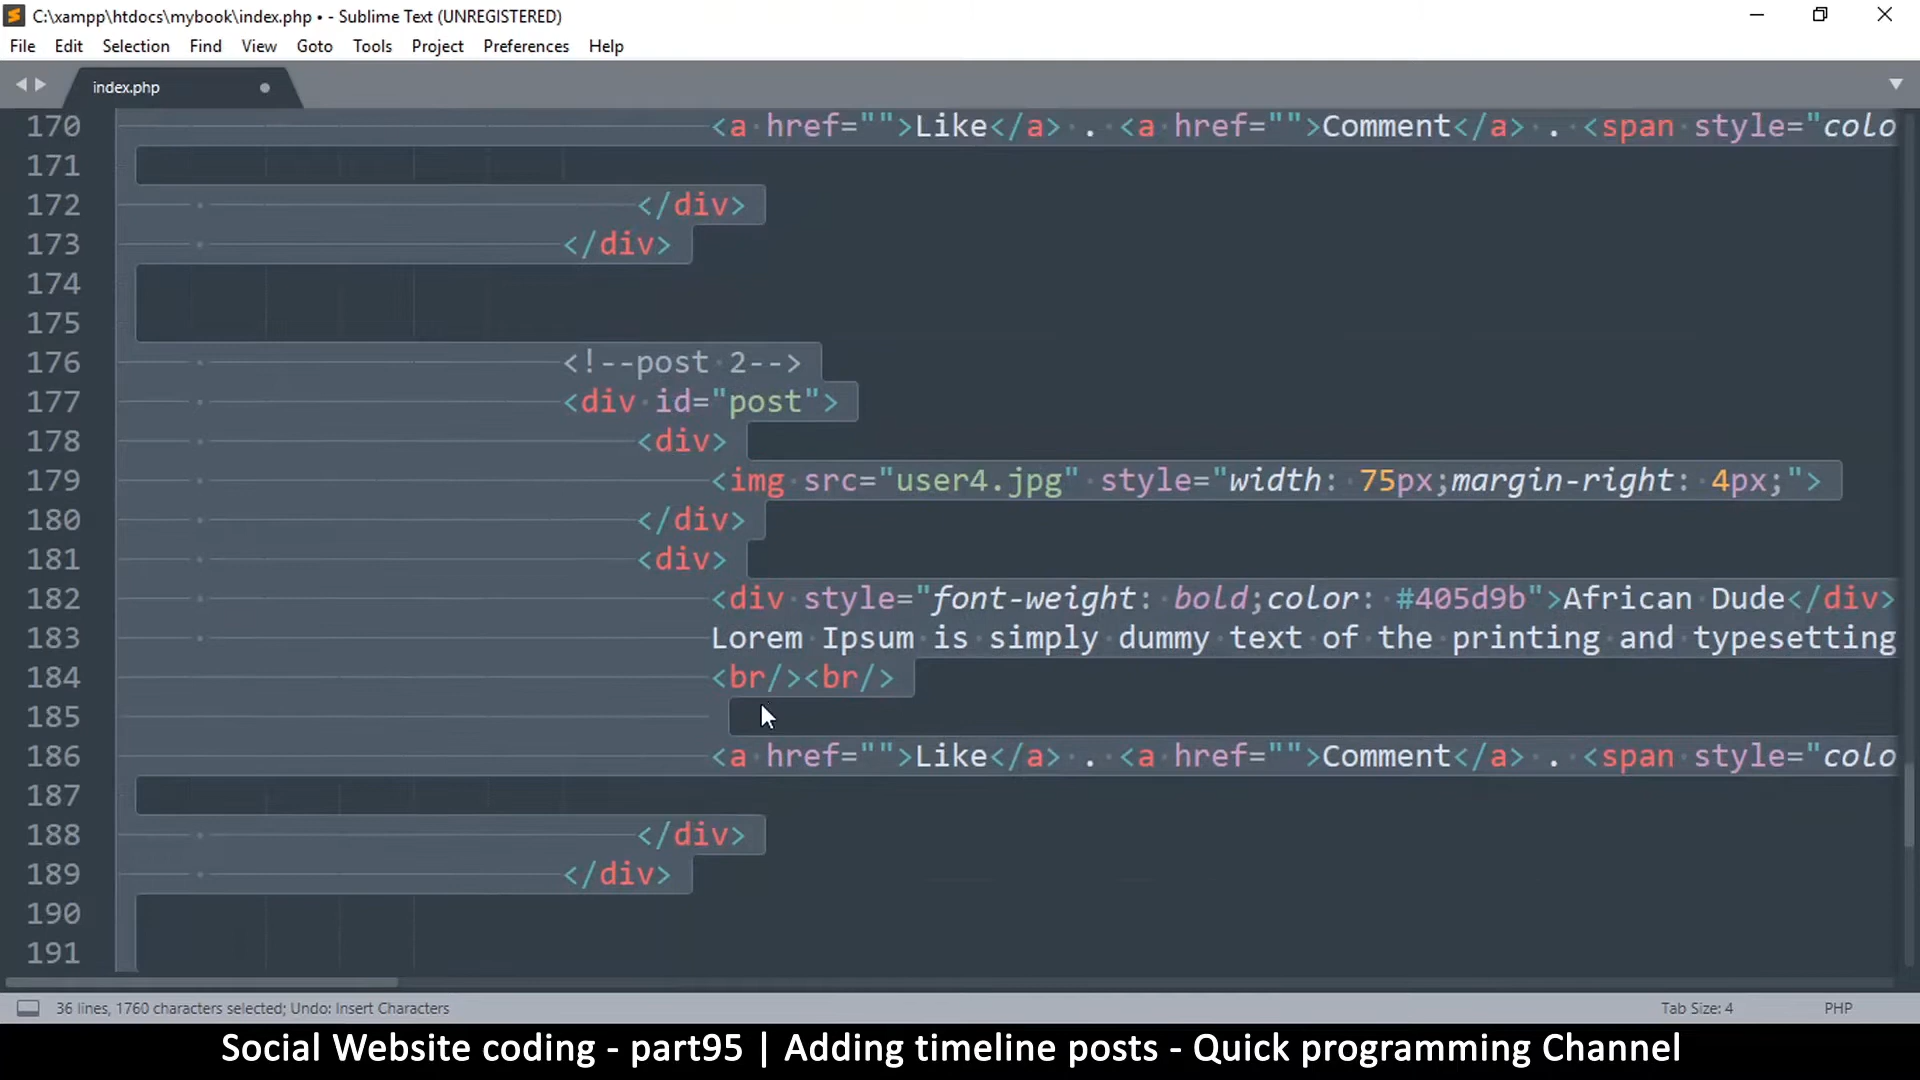 C:\xampp\htdocs\mybook\index.php • - Sublime Text (UNREGISTERED)
File Edit Selection Find View Goto Tools Project Preferences Help
index.php
170 <a href="">Like</a> . <a href="">Comment</a> . <span style="colo
171
172 </div>
173 </div>
174
175
176 <!--post 2-->
177 <div id="post">
178 <div>
179 <img src="user4.jpg" style="width: 75px;margin-right: 4px;">
180 </div>
181 <div>
182 <div style="font-weight: bold;color: #405d9b">African Dude</div>
183 Lorem Ipsum is simply dummy text of the printing and typesetting
184 <br/><br/>
185
186 <a href="">Like</a> . <a href="">Comment</a> . <span style="colo
187
188 </div>
189 </div>
190
191
36 lines, 1760 characters selected; Undo: Insert Characters Tab Size: 4 PHP
Social Website coding - part95 | Adding timeline posts - Quick programming Channel